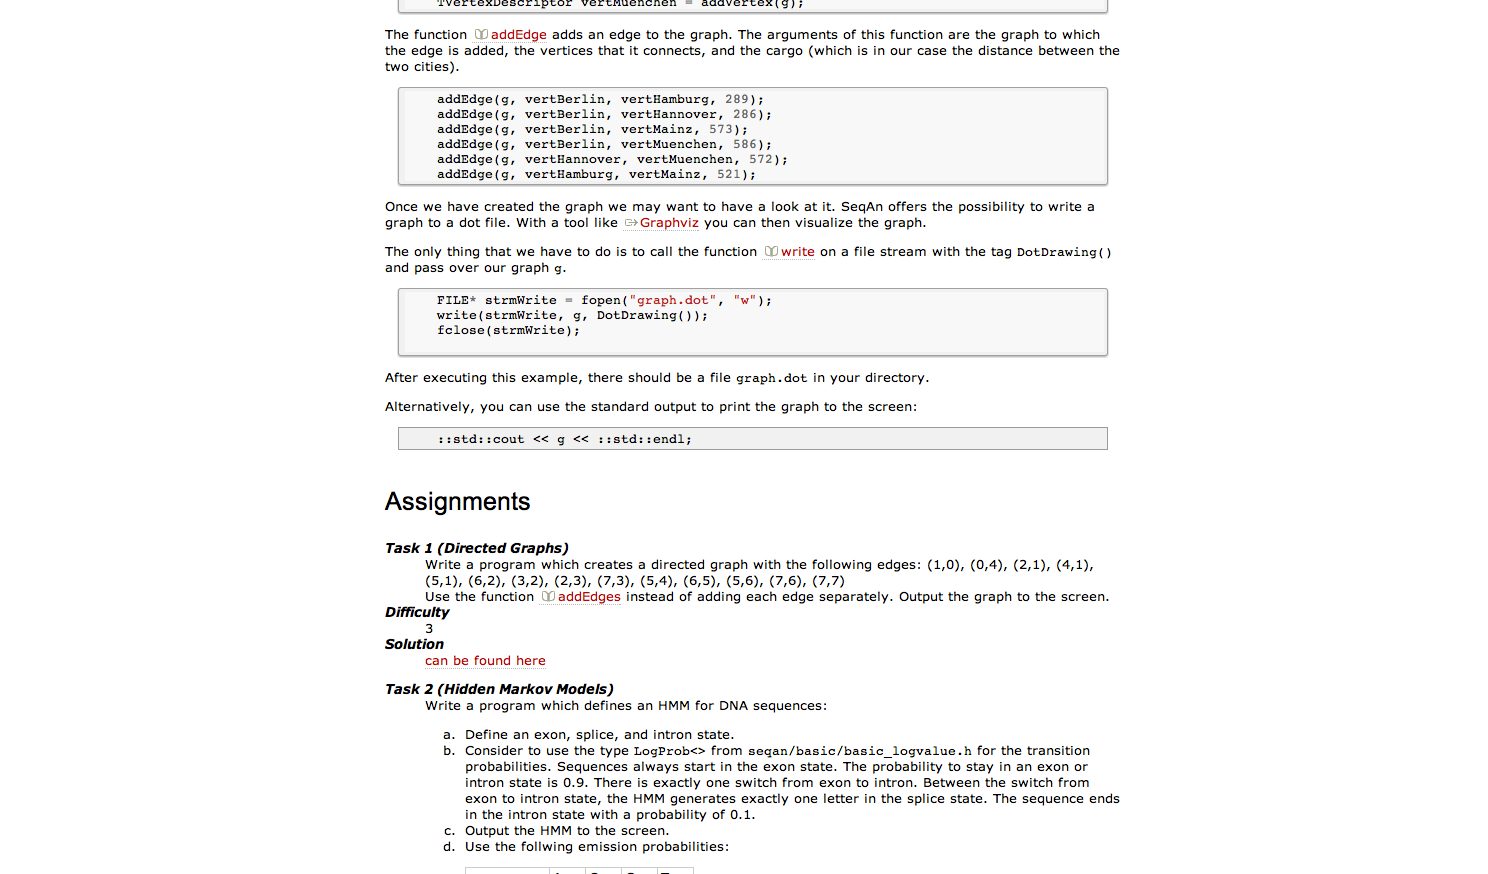 TVertexDescriptor vertMuenchen = addVertex(g);
The function addEdge adds an edge to the graph. The arguments of this function are the graph to which
the edge is added, the vertices that it connects, and the cargo (which is in our case the distance between the
two cities).
addEdge(g, vertBerlin, vertHamburg, 289);
addEdge(g, vertBerlin, vertHannover, 286);
addEdge(g, vertBerlin, vertMainz, 573);
addEdge(g, vertBerlin, vertMuenchen, 586);
addEdge(g, vertHannover, vertMuenchen, 572);
addEdge(g, vertHamburg, vertMainz, 521);
Once we have created the graph we may want to have a look at it. SeqAn offers the possibility to write a
graph to a dot file. With a tool like Graphviz you can then visualize the graph.
The only thing that we have to do is to call the function write on a file stream with the tag DotDrawing()
and pass over our graph g.
FILE* strmWrite = fopen("graph.dot", "w");
write(strmWrite, g, DotDrawing());
fclose(strmWrite);
After executing this example, there should be a file graph.dot in your directory.
Alternatively, you can use the standard output to print the graph to the screen:
::std::cout << g << ::std::endl;
Assignments
Task 1 (Directed Graphs)
Write a program which creates a directed graph with the following edges: (1,0), (0,4), (2,1), (4,1),
(5,1), (6,2), (3,2), (2,3), (7,3), (5,4), (6,5), (5,6), (7,6), (7,7)
Use the function addEdges instead of adding each edge separately. Output the graph to the screen.
Difficulty
3
Solution
can be found here
Task 2 (Hidden Markov Models)
Write a program which defines an HMM for DNA sequences:
a. Define an exon, splice, and intron state.
b. Consider to use the type LogProb<> from seqan/basic/basic_logvalue.h for the transition
probabilities. Sequences always start in the exon state. The probability to stay in an exon or
intron state is 0.9. There is exactly one switch from exon to intron. Between the switch from
exon to intron state, the HMM generates exactly one letter in the splice state. The sequence ends
in the intron state with a probability of 0.1.
c. Output the HMM to the screen.
d. Use the follwing emission probabilities: